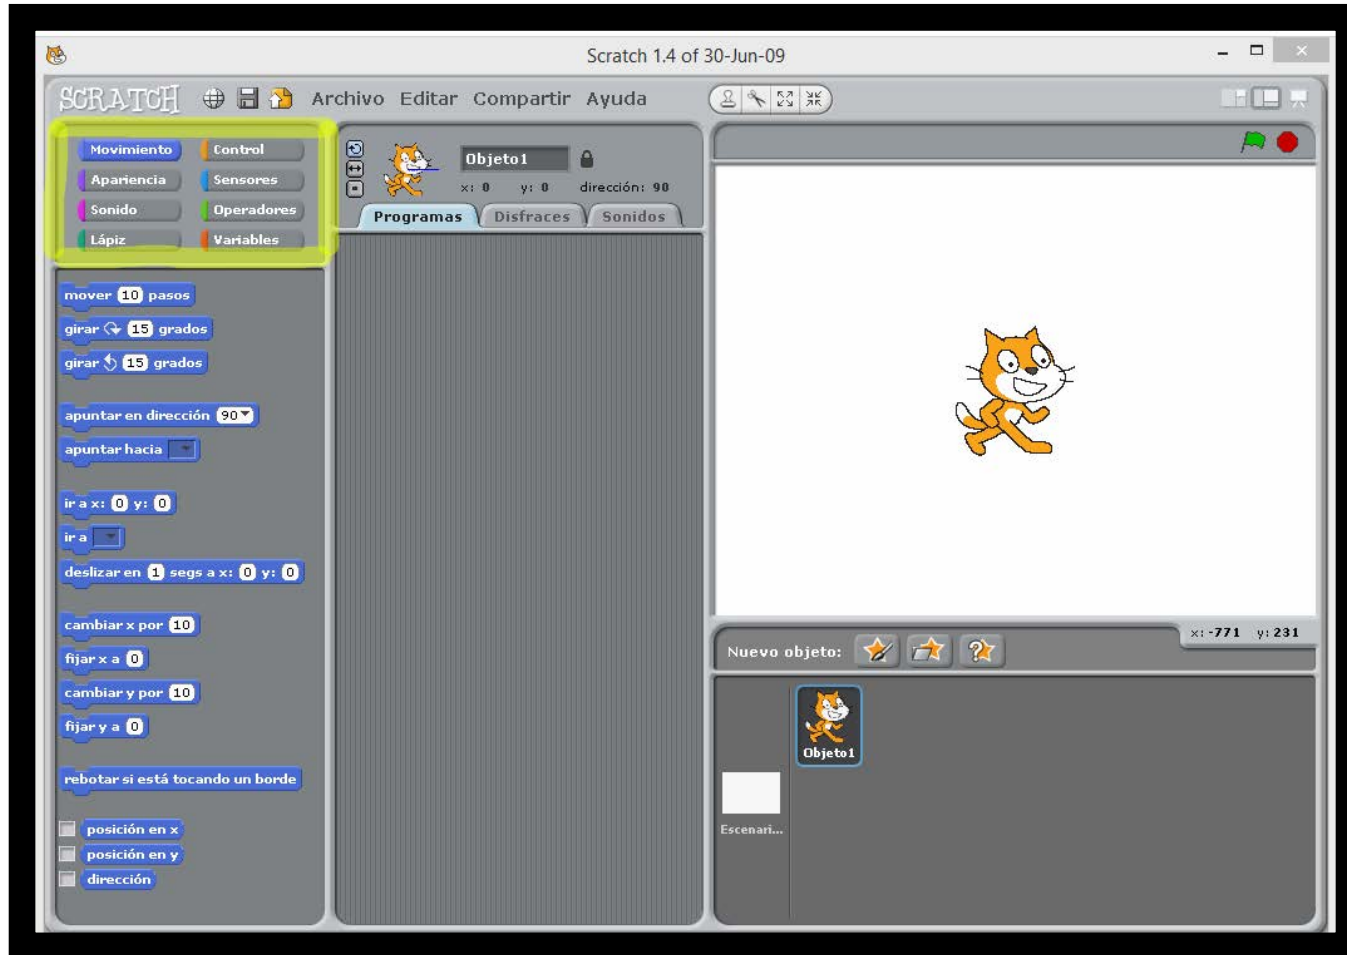 Scratch 1.4 of 30-Jun-09
SCRATCH Archivo Editar Compartir Ayuda
Movimiento Control
Apariencia Sensores
Sonido Operadores
Lápiz Variables
mover 10 pasos
girar 15 grados
girar 15 grados
apuntar en dirección 90
apuntar hacia
ir a x: 0 y: 0
ir a
deslizar en 1 segs a x: 0 y: 0
cambiar x por 10
fijar x a 0
cambiar y por 10
fijar y a 0
rebotar si está tocando un borde
posición en x
posición en y
dirección
Objeto1
x: 0 y: 0 dirección: 90
Programas Disfraces Sonidos
x: -771 y: 231
Nuevo objeto:
Objeto1
Escenari...